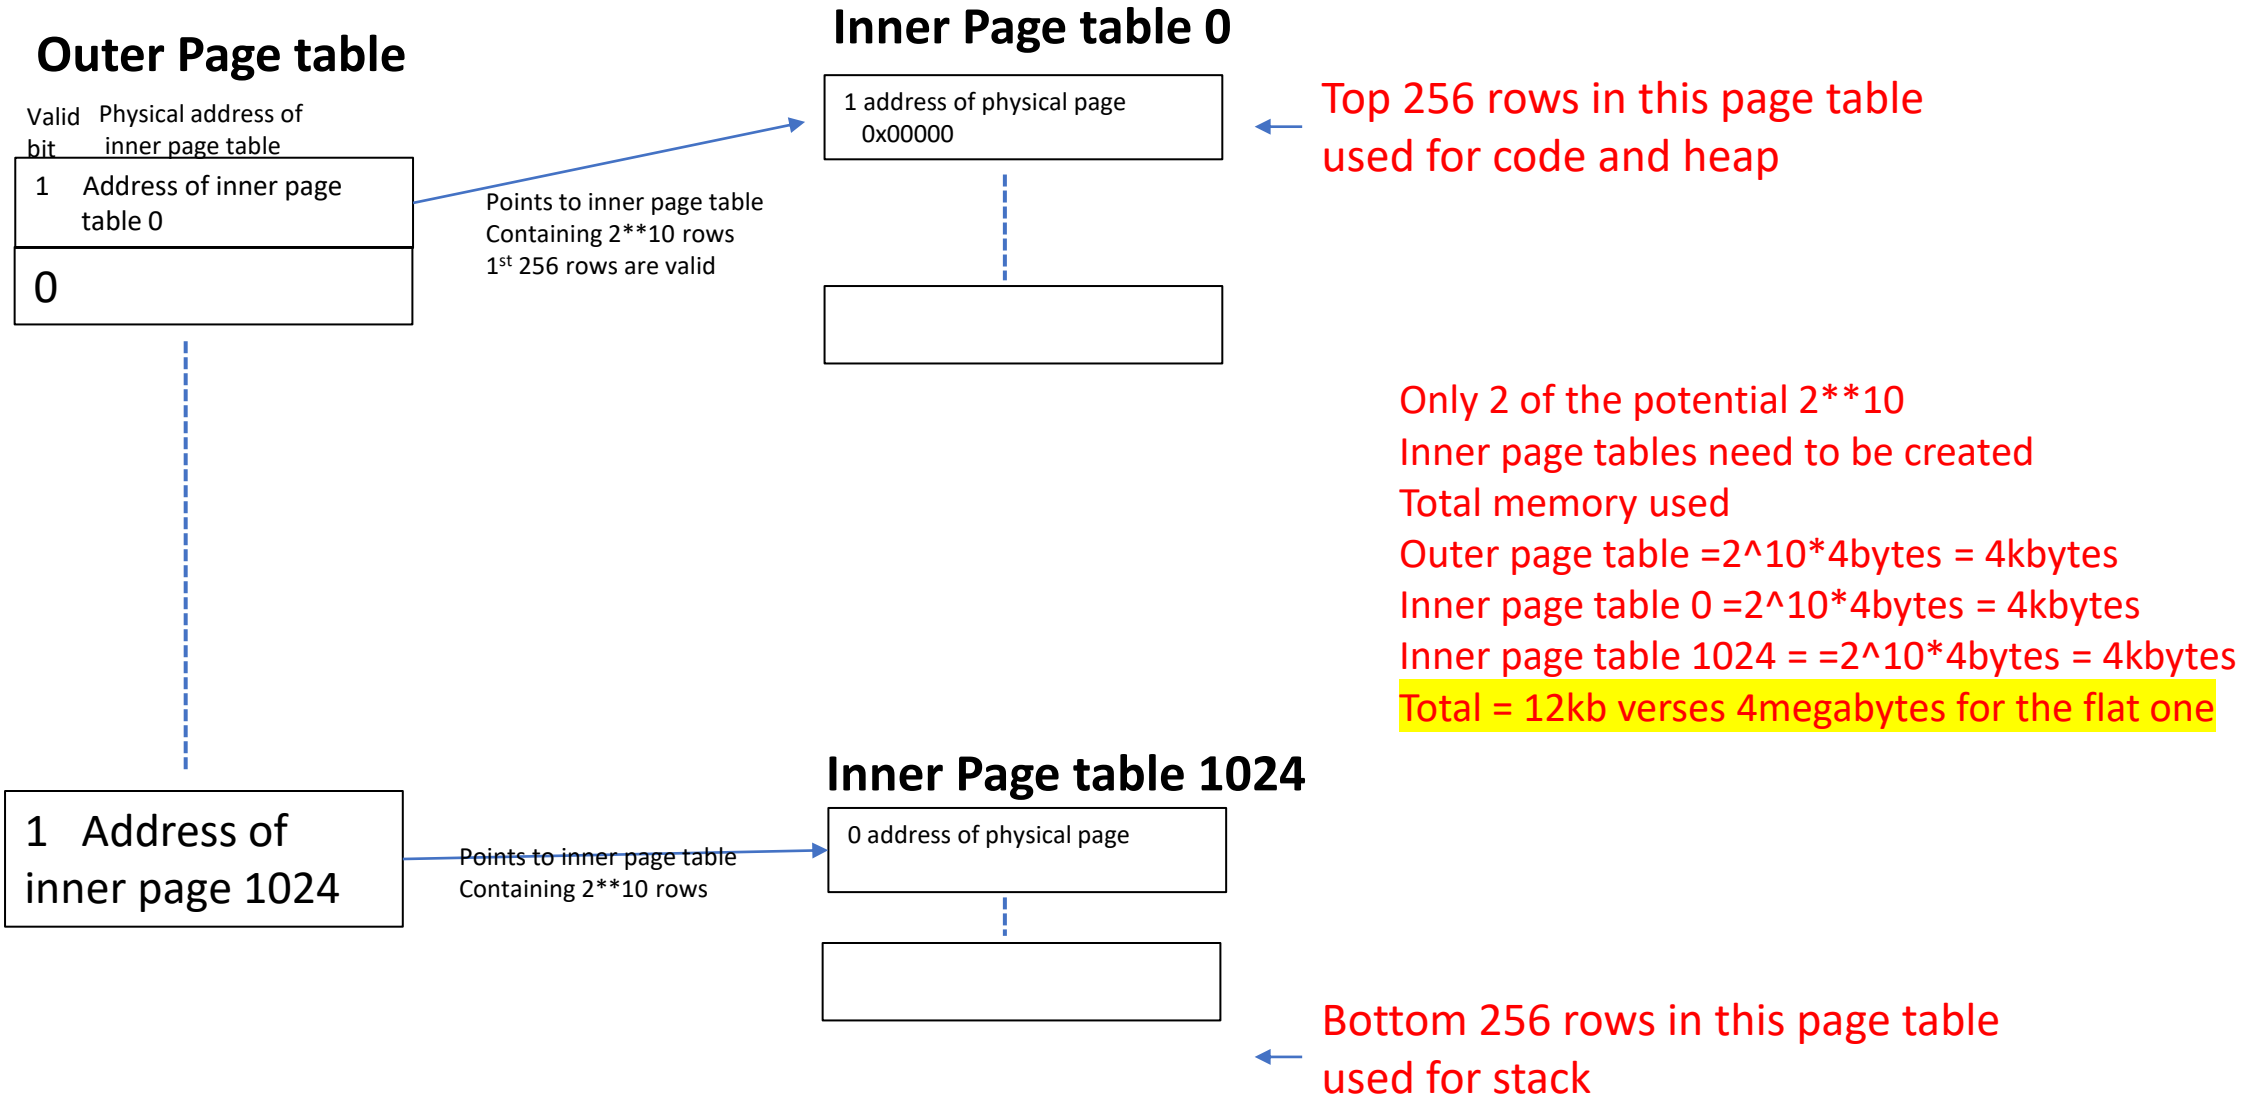 Outer Page table
Valid
bit
Physical address of
inner page table
1 Address of inner page
table 0
0
Points to inner page table
Containing 2**10 rows
1st 256 rows are valid
Inner Page table 0
1 address of physical page
0x00000
Top 256 rows in this page table
used for code and heap
Only 2 of the potential 2**10
Inner page tables need to be created
Total memory used
Outer page table =2^10*4bytes = 4kbytes
Inner page table 0 =2^10*4bytes = 4kbytes
Inner page table 1024 = =2^10*4bytes = 4kbytes
Total = 12kb verses 4megabytes for the flat one
1 Address of
inner page 1024
Points to inner page table
Containing 2**10 rows
Inner Page table 1024
0 address of physical page
Bottom 256 rows in this page table
used for stack